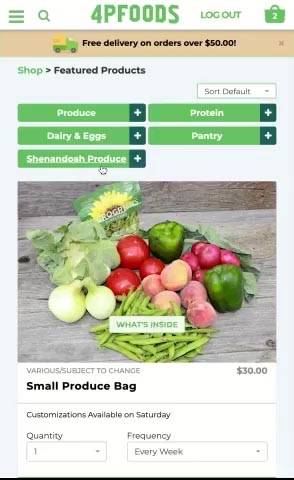 4PFOODS
LOG OUT
2
Free delivery on orders over $50.00!
×
Shop > Featured Products
Sort Default
Produce +
Protein +
Dairy & Eggs +
Pantry +
Shenandoah Produce +
WHAT'S INSIDE
VARIOUS/SUBJECT TO CHANGE
$30.00
Small Produce Bag
Customizations Available on Saturday
Quantity
Frequency
1
Every Week